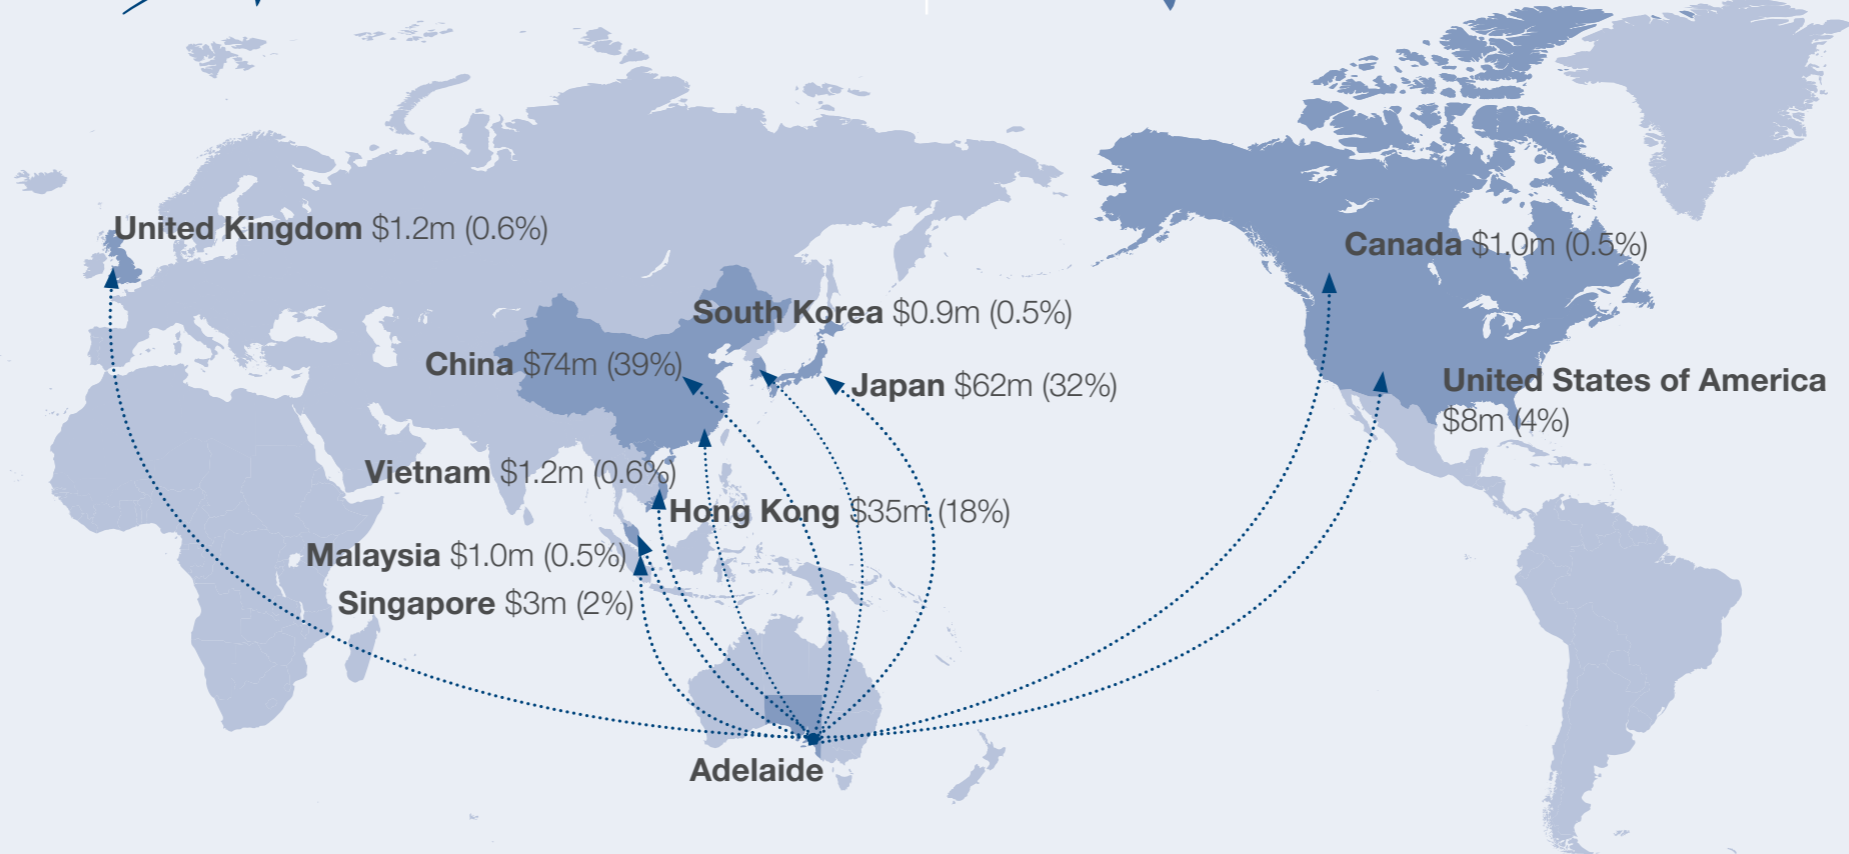 United Kingdom $1.2m (0.6%)
Canada $1.0m (0.5%)
South Korea $0.9m (0.5%)
China $74m (39%)
Japan $62m (32%)
United States of America
$8m (4%)
Vietnam $1.2m (0.6%)
Hong Kong $35m (18%)
Malaysia $1.0m (0.5%)
Singapore $3m (2%)
Adelaide